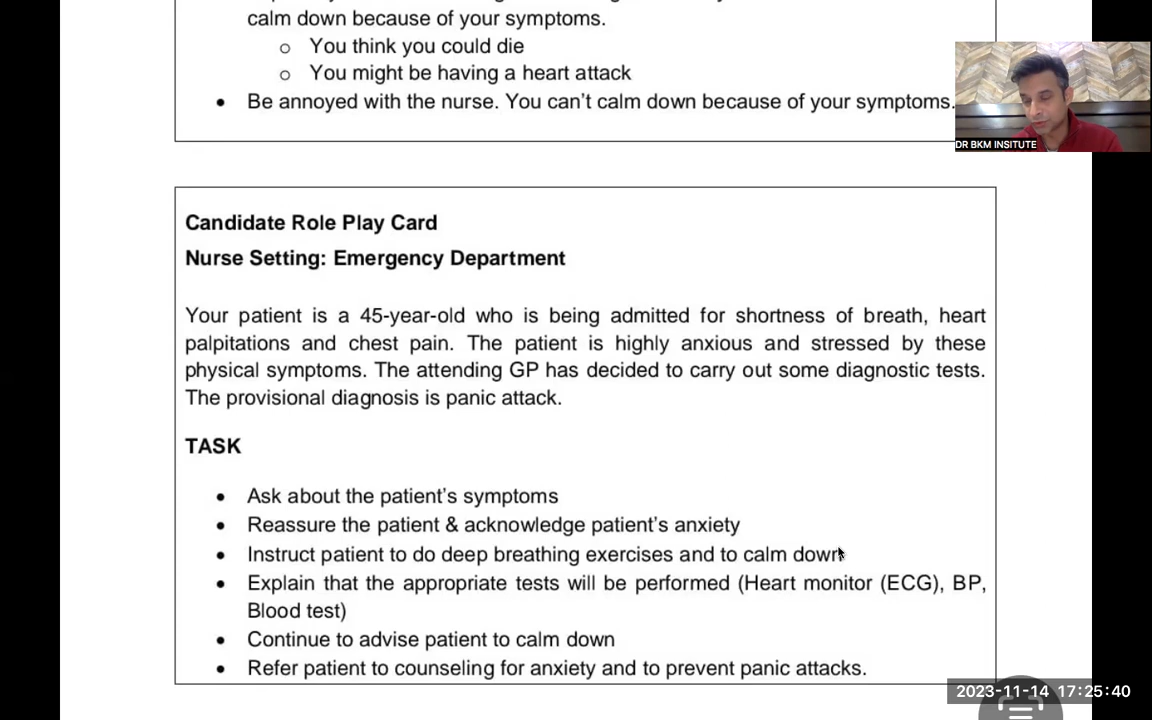 calm down because of your symptoms.
o You think you could die
o You might be having a heart attack
• Be annoyed with the nurse. You can't calm down because of your symptoms.
DR BKM INSITUTE
Candidate Role Play Card
Nurse Setting: Emergency Department
Your patient is a 45-year-old who is being admitted for shortness of breath, heart
palpitations and chest pain. The patient is highly anxious and stressed by these
physical symptoms. The attending GP has decided to carry out some diagnostic tests.
The provisional diagnosis is panic attack.
TASK
• Ask about the patient's symptoms
• Reassure the patient & acknowledge patient's anxiety
• Instruct patient to do deep breathing exercises and to calm down
• Explain that the appropriate tests will be performed (Heart monitor (ECG), BP,
Blood test)
• Continue to advise patient to calm down
• Refer patient to counseling for anxiety and to prevent panic attacks.
2023-11-14 17:25:40